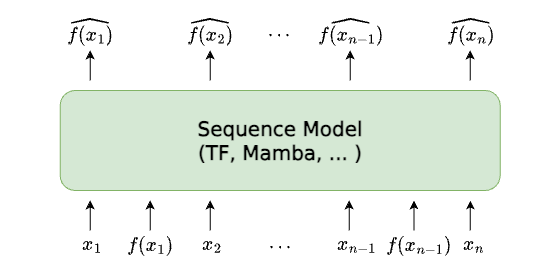 $\widehat{f(x_1)}$ $\widehat{f(x_2)}$ $\cdots$ $\widehat{f(x_{n-1})}$ $\widehat{f(x_n)}$
Sequence Model
(TF, Mamba, ... )
$x_1$ $f(x_1)$ $x_2$ $\cdots$ $x_{n-1}$ $f(x_{n-1})$ $x_n$